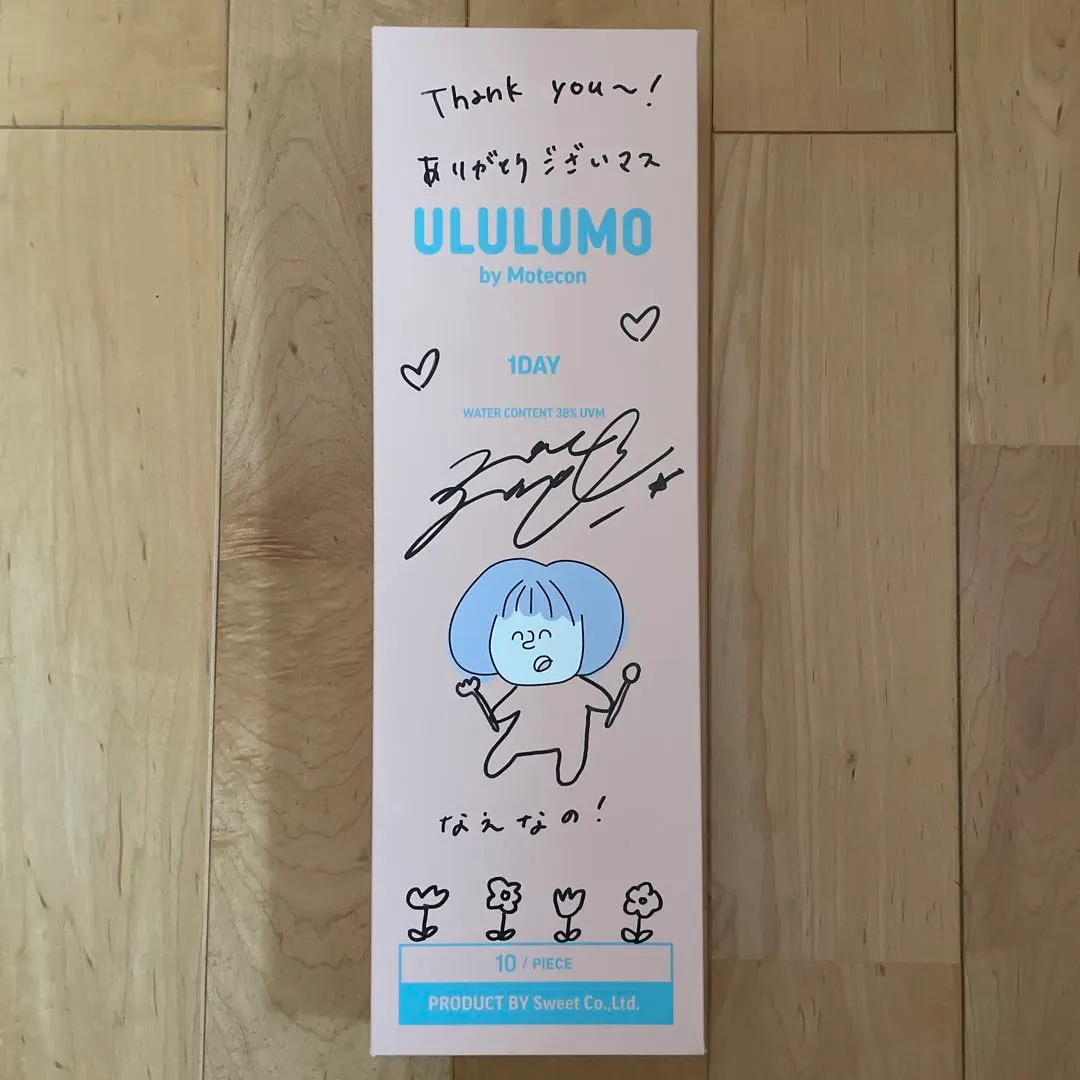 Thank you～!
ありがとうございマス
ULULUMO
by Motecon
1DAY
WATER CONTENT 38% UVM
なえなの!
10 / PIECE
PRODUCT BY Sweet Co.,Ltd.